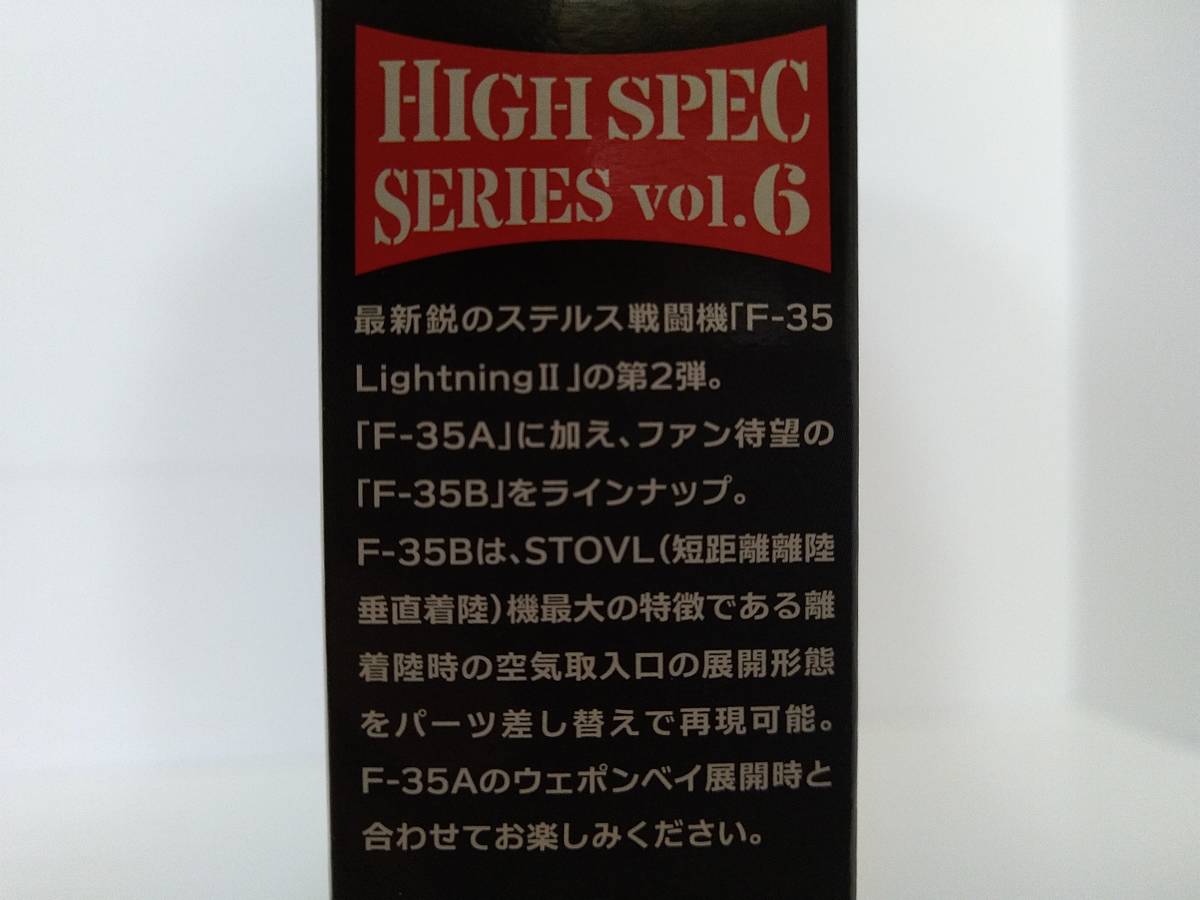 HIGH SPEC
SERIES vol.6
最新鋭のステルス戦闘機「F-35
LightningⅡ」の第2弾。
「F-35A」に加え、ファン待望の
「F-35B」をラインナップ。
F-35Bは、STOVL(短距離離陸
垂直着陸)機最大の特徴である離
着陸時の空気取入口の展開形態
をパーツ差し替えで再現可能。
F-35Aのウェポンベイ展開時と
合わせてお楽しみください。